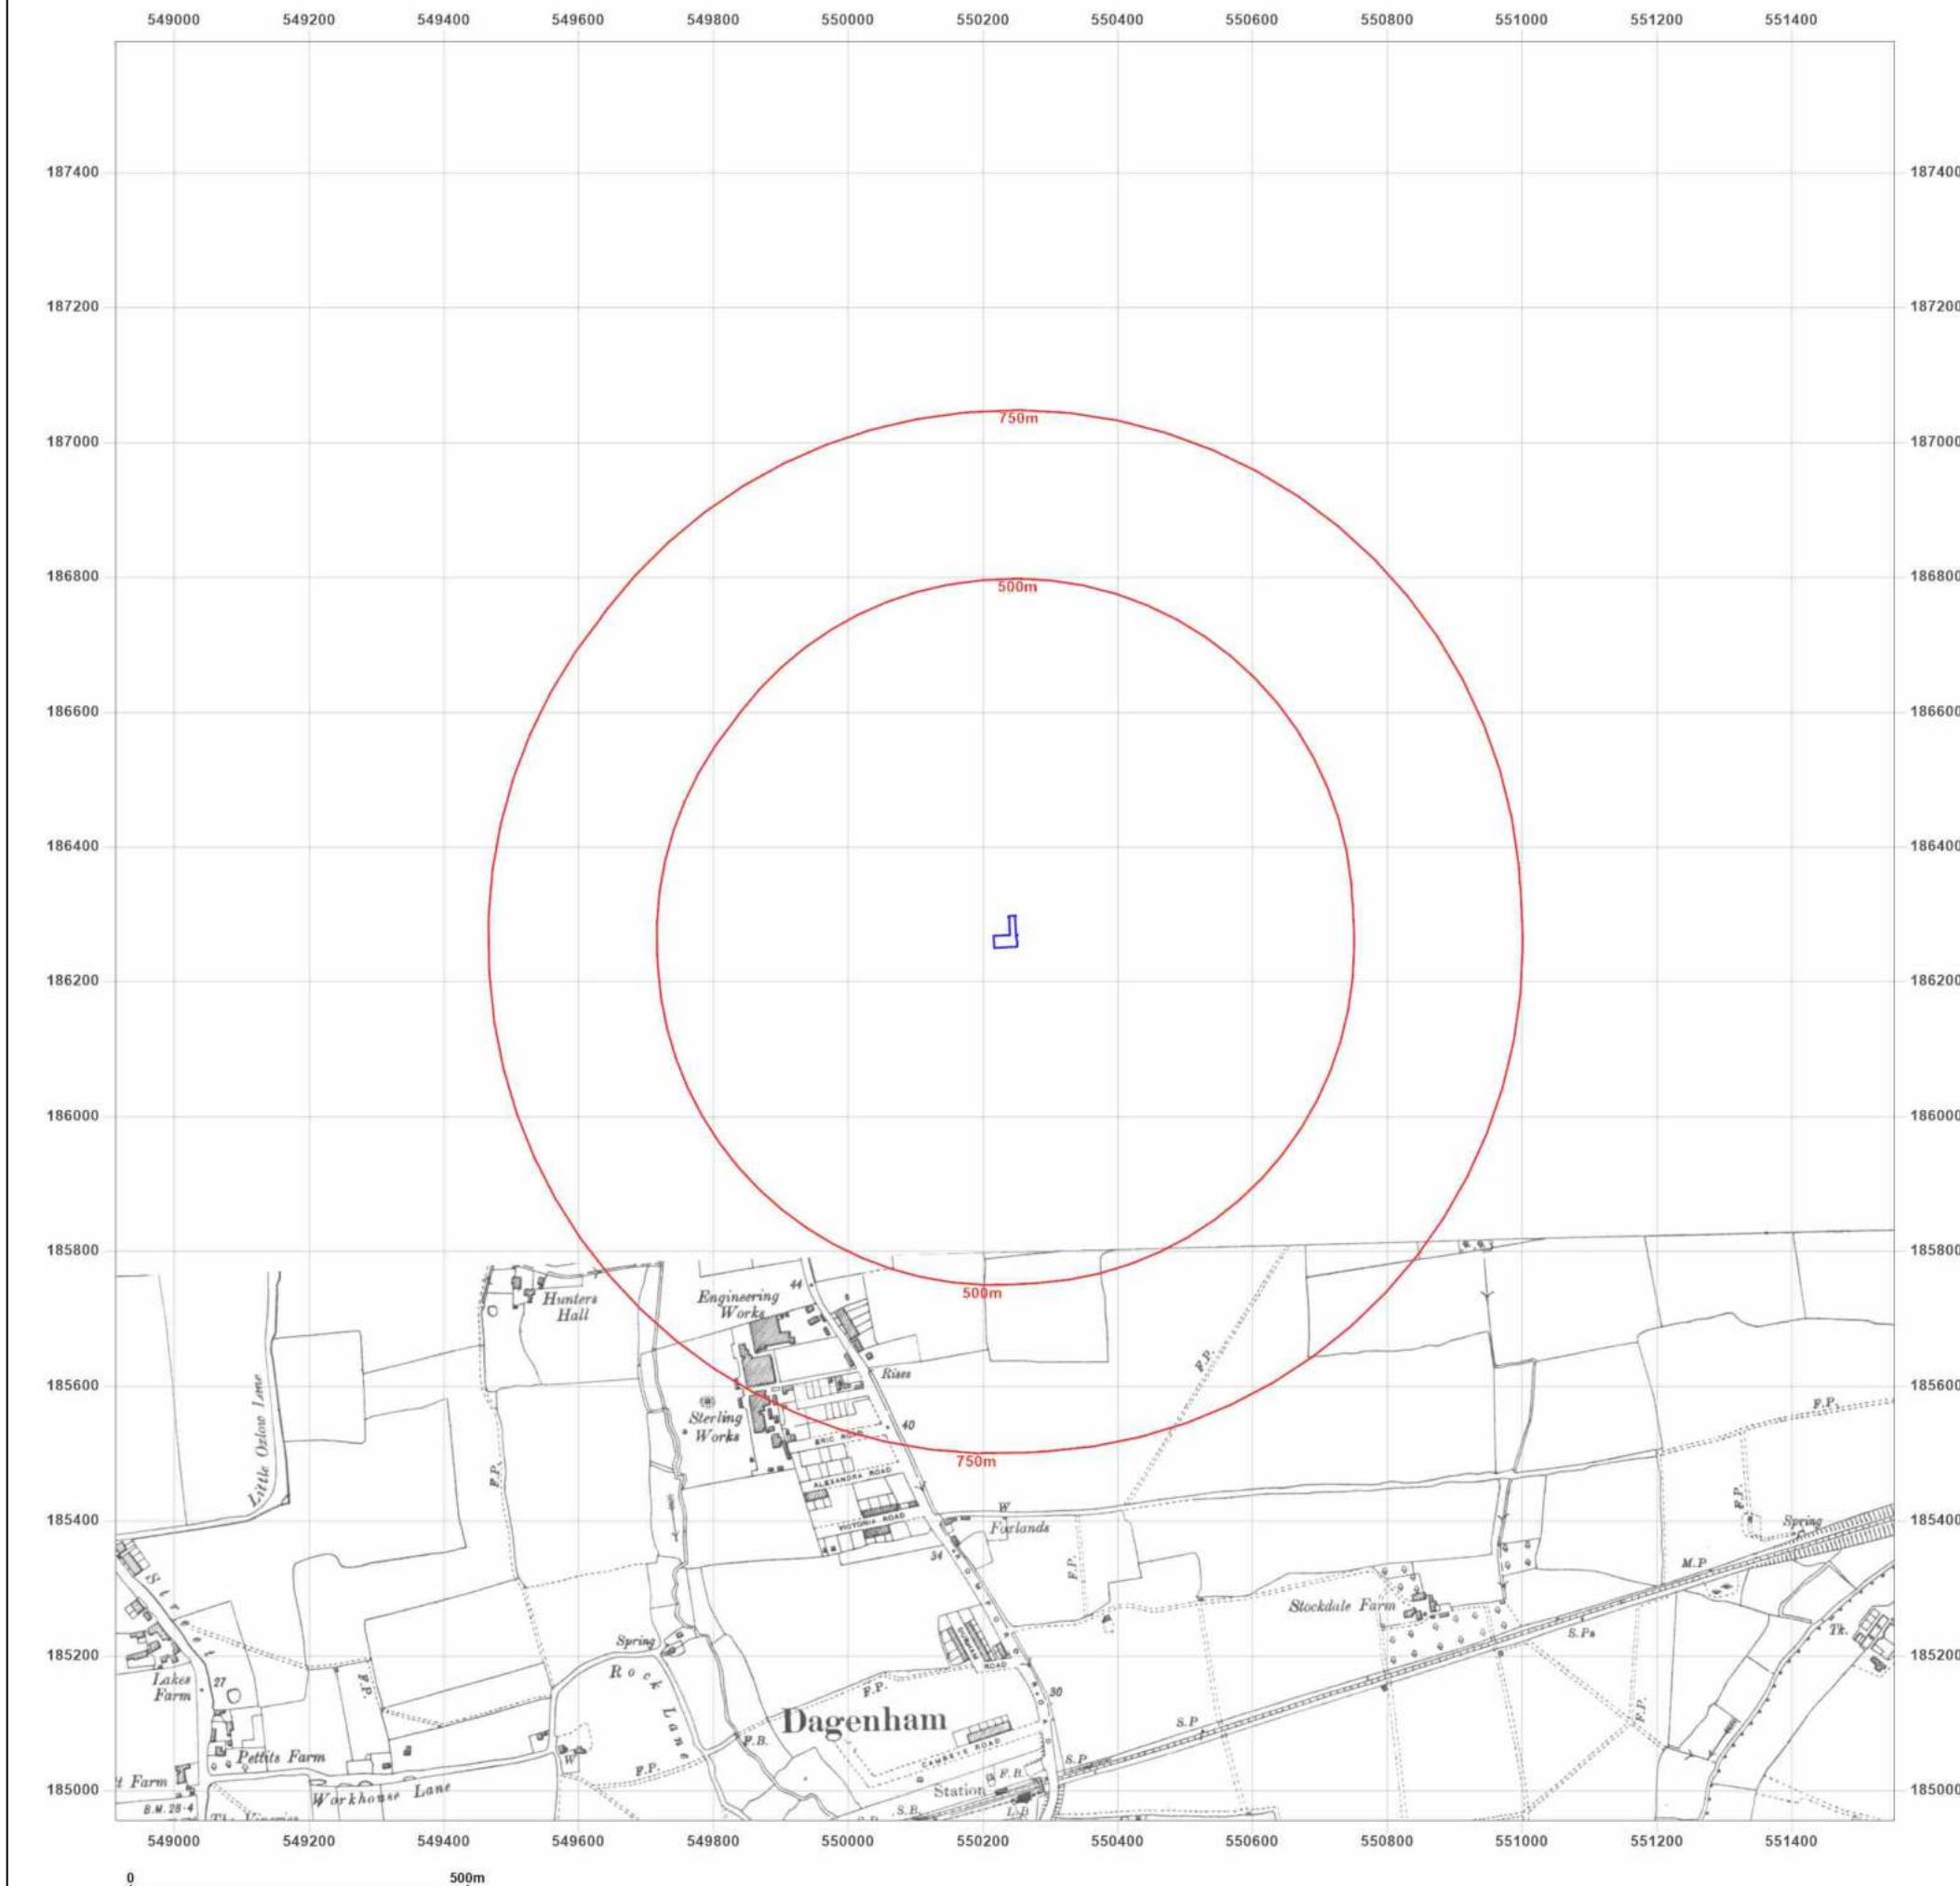 549000 549200 549400 549600 549800 550000 550200 550400 550600 550800 551000 551200 551400
187400 187400
187200 187200
750m
187000 187000
186800 186800
500m
186600 186600
186400 186400
186200 186200
186000 186000
185800 185800
44
Hunters
Hall
Engineering
Works
500m
F.P.
Rises
185600 185600
Little Oxlow Lane
Sterling
Works
40
F.P.
ERIC ROAD
750m
F.P.
ALEXANDRA ROAD
F.P.
W
VICTORIA ROAD
Foxlands
Spring
185400 185400
34
F.P.
M.P
Street
Stockdale Farm
S.Ps
Tk.
Spring
ROAD
185200 185200
Lakes
Farm
27
F.P.
Rock Lane
F.P.
30
F.P.
Dagenham
S.P
F.B.
ROAD
Pettits Farm
W
F.P.
S.P
t Farm
F.B.
185000 185000
Workhouse Lane
Station
B.M. 28·4
S.B.
L.B
549000 549200 549400 549600 549800 550000 550200 550400 550600 550800 551000 551200 551400
0 500m